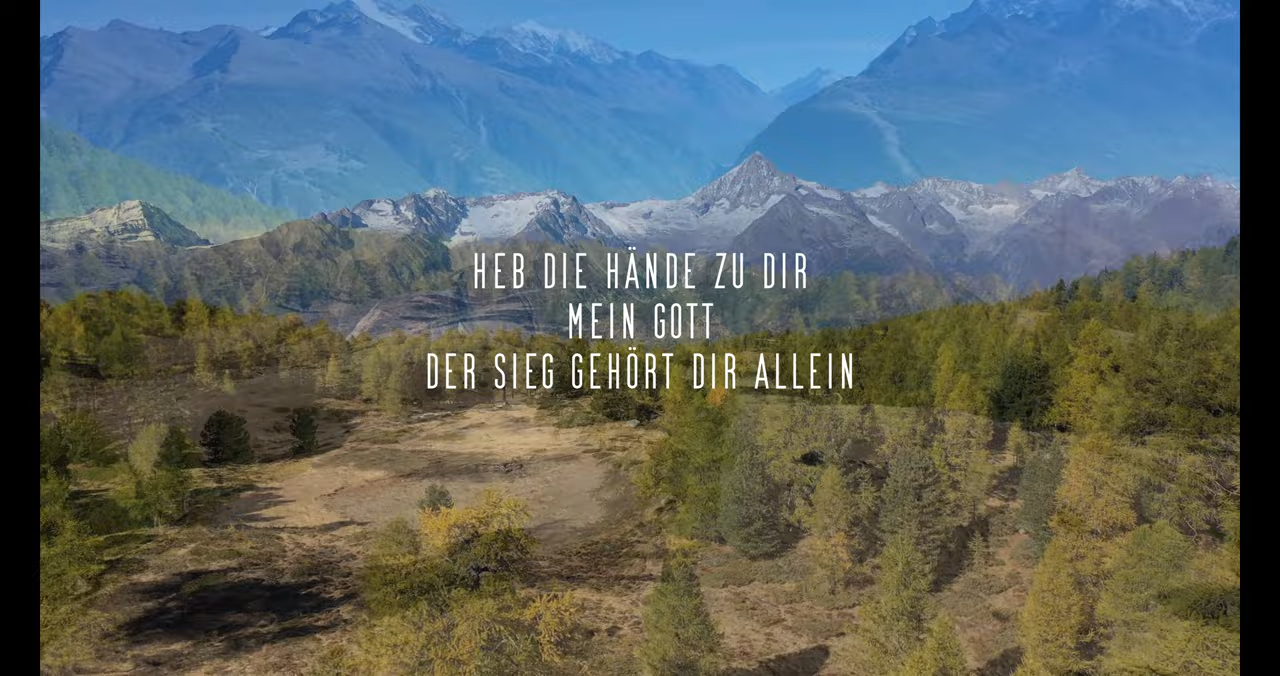 HEB DIE HÄNDE ZU DIR
MEIN GOTT
DER SIEG GEHÖRT DIR ALLEIN